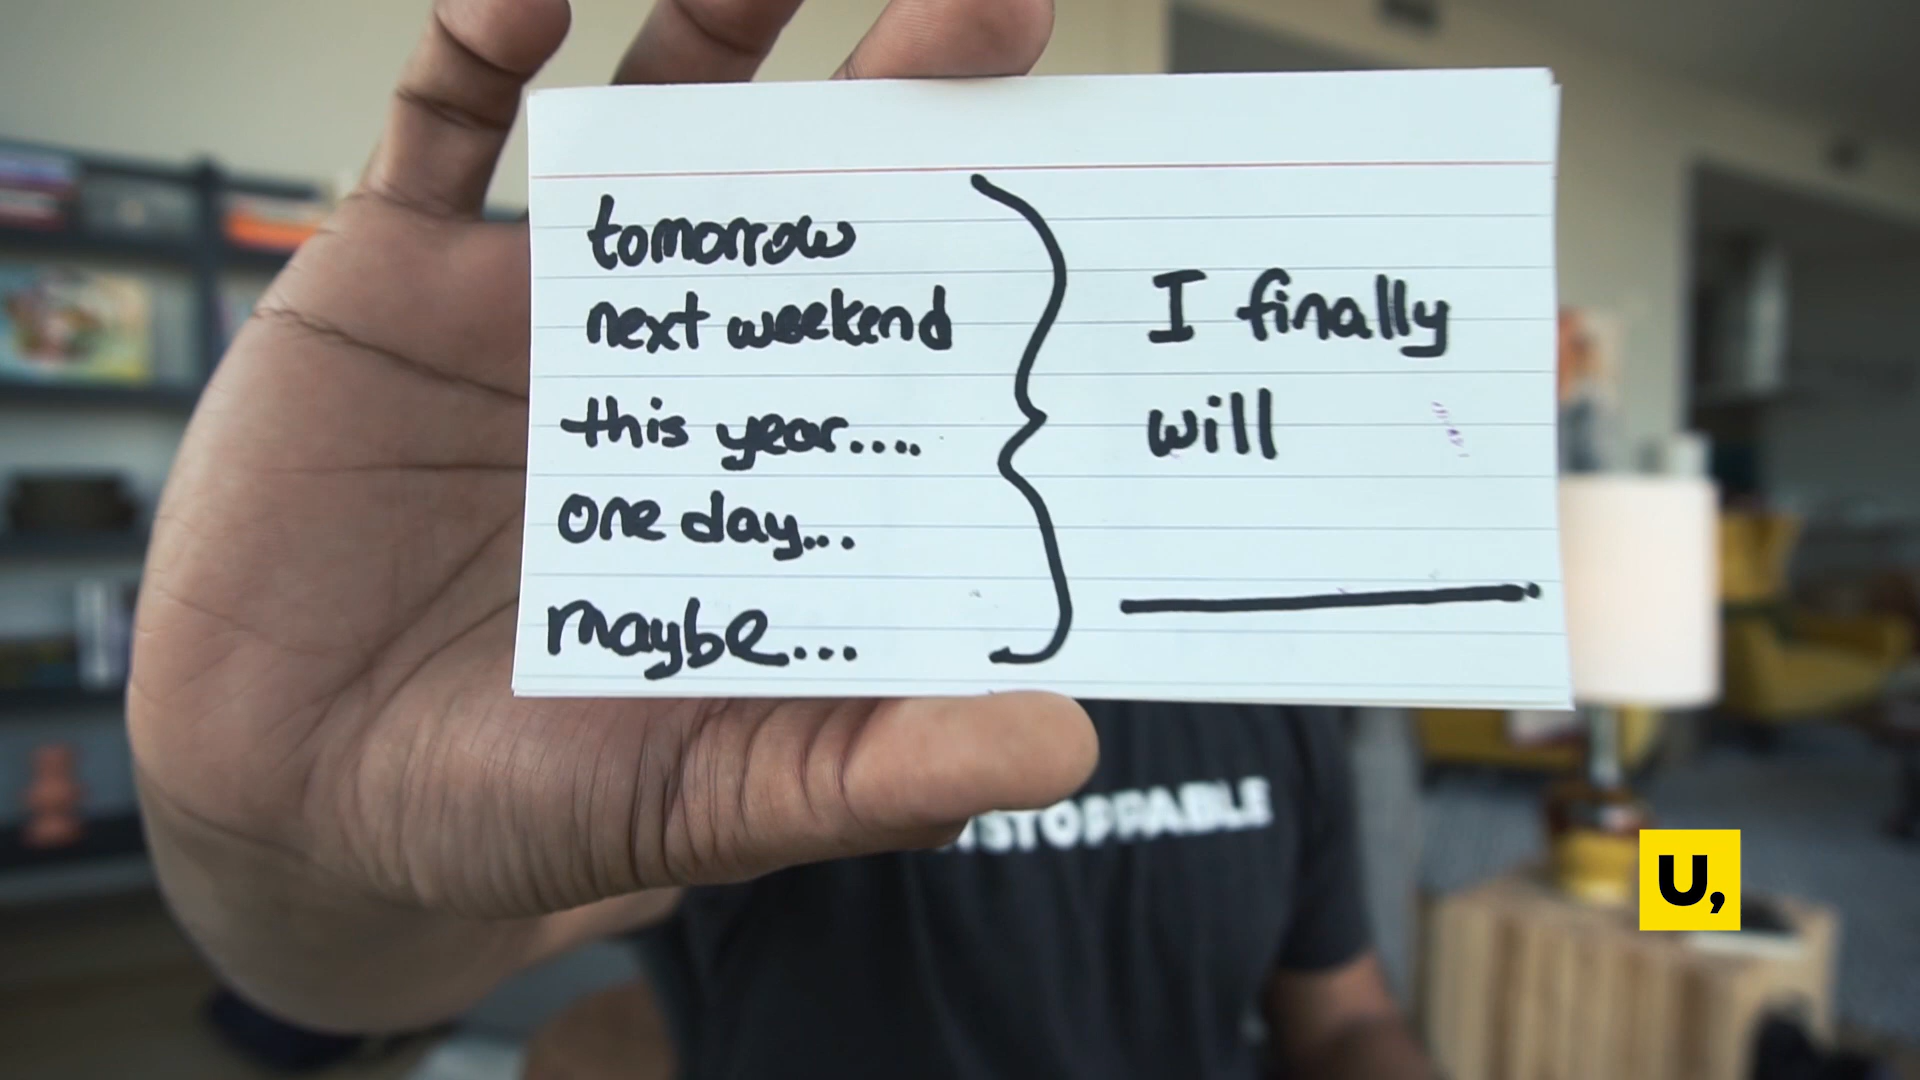 tomorrow
next weekend
this year....
one day...
maybe...
I finally
will
U,